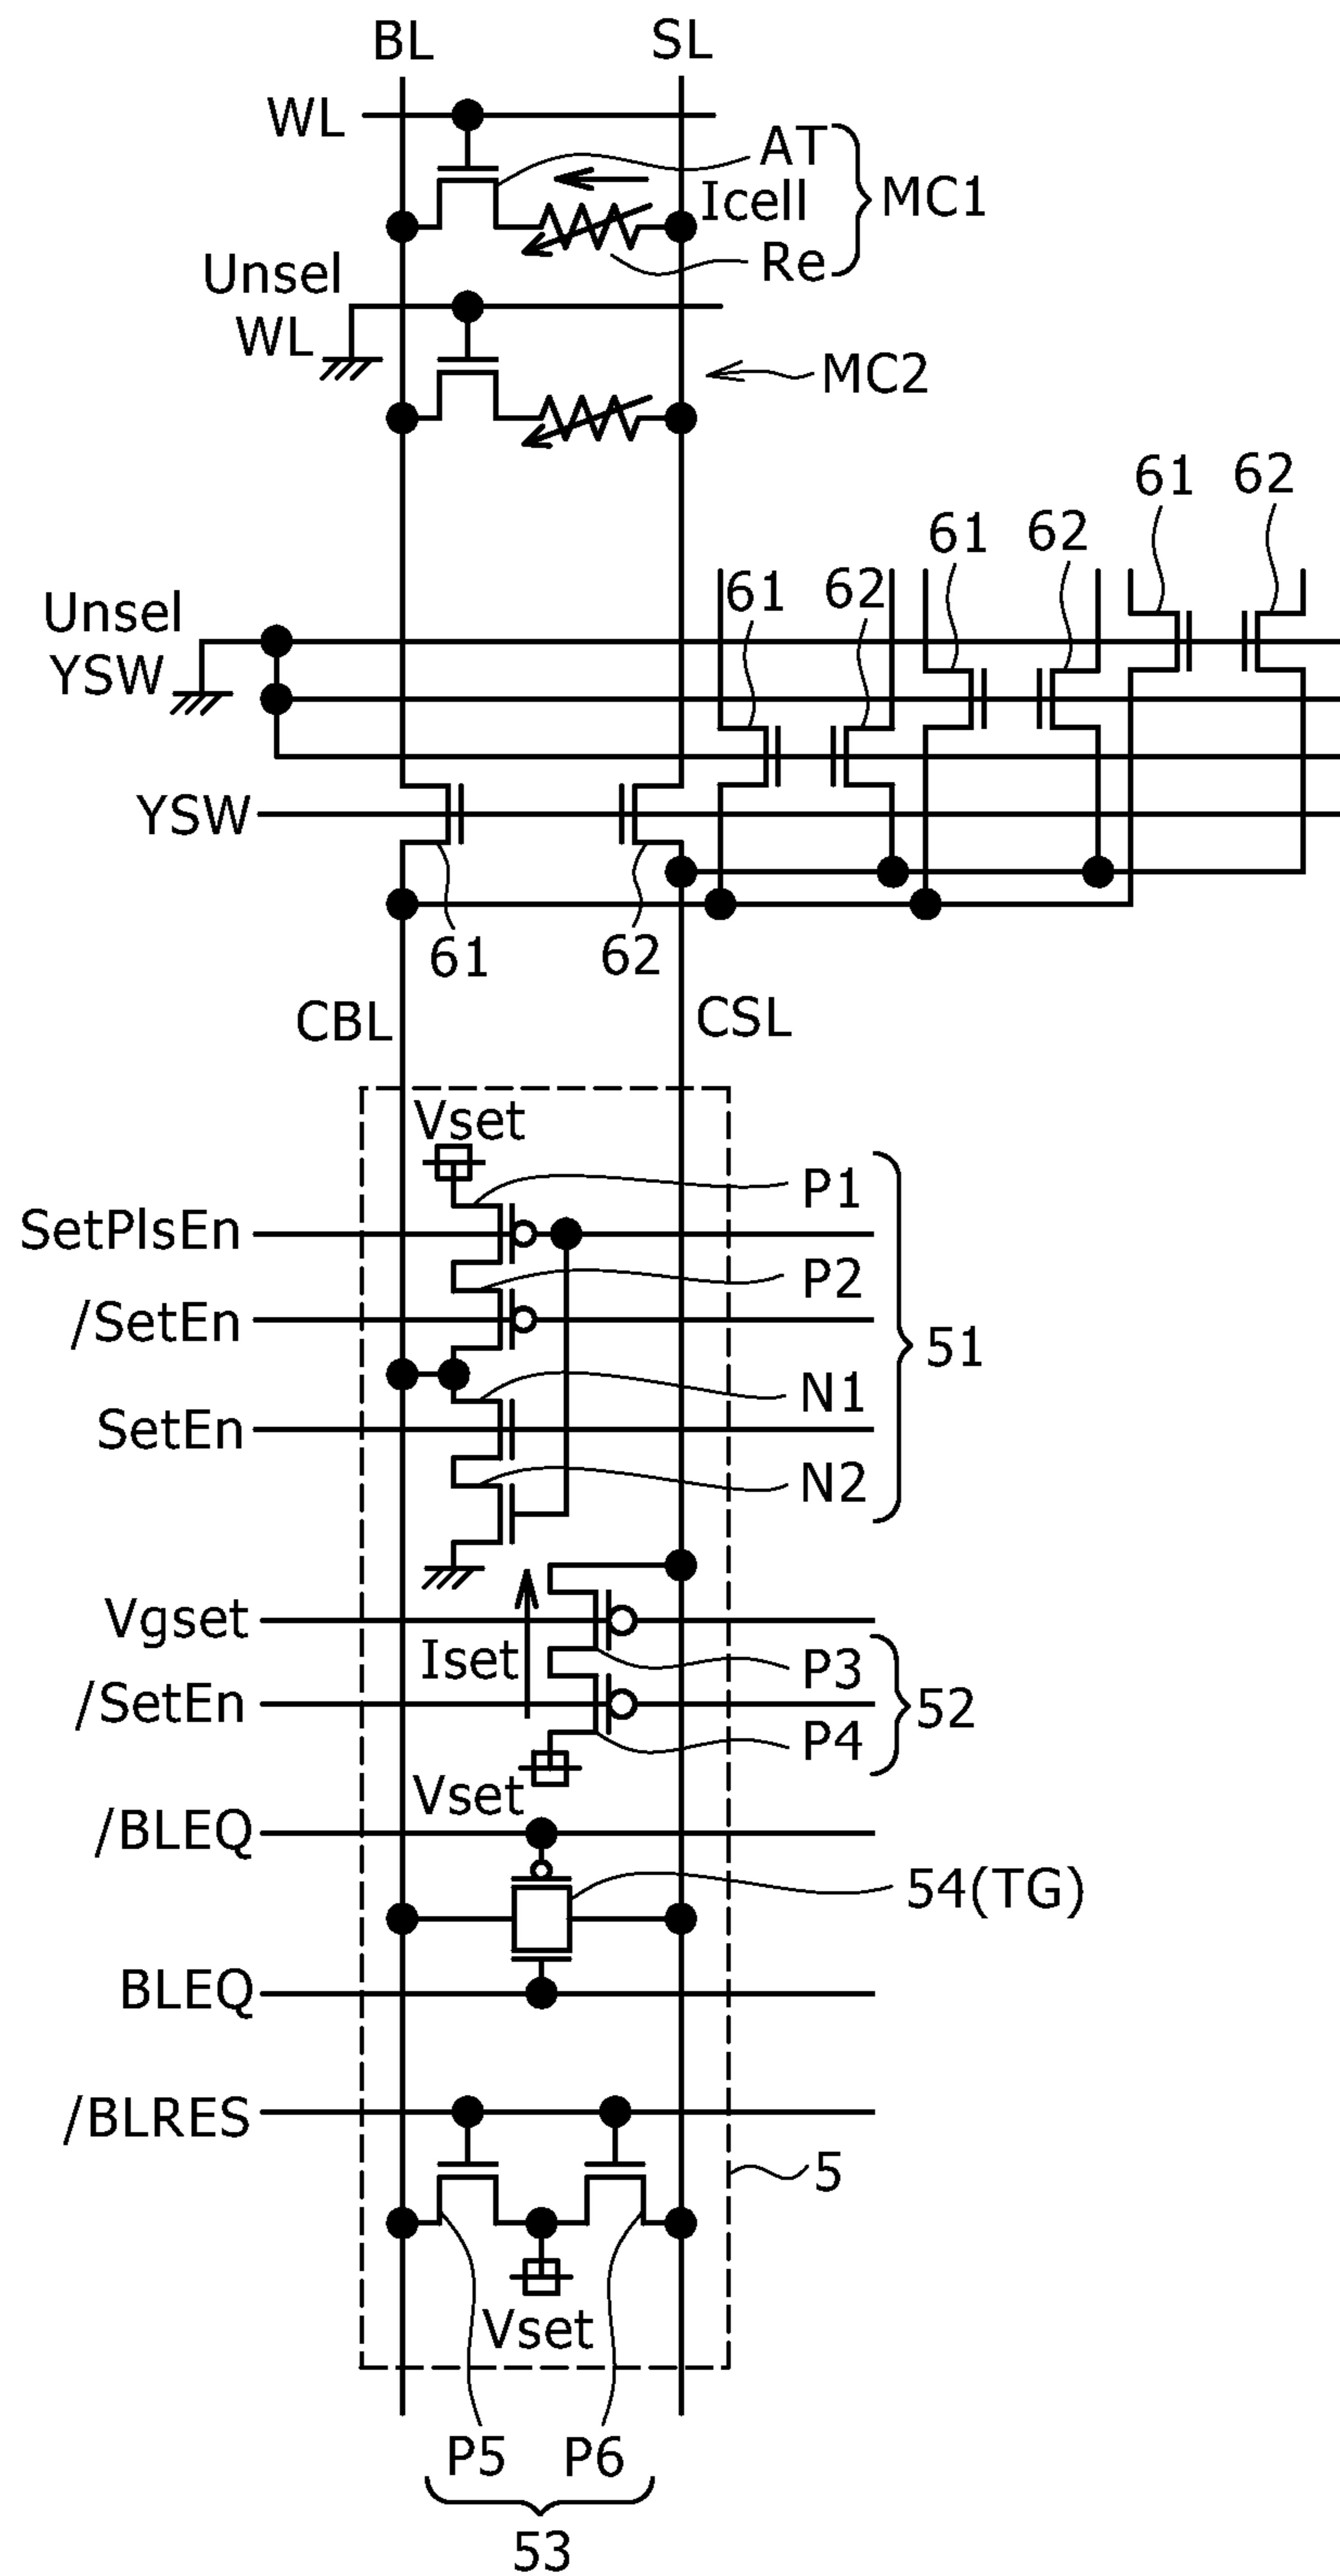 BL
SL
WL
AT
Icell
MC1
Re
Unsel
WL
MC2
61
62
61
62
61
62
Unsel
YSW
YSW
61
62
CBL
CSL
Vset
P1
SetPlsEn
P2
/SetEn
51
N1
SetEn
N2
Vgset
Iset
P3
/SetEn
52
P4
Vset
/BLEQ
54(TG)
BLEQ
/BLRES
5
Vset
P5
P6
53